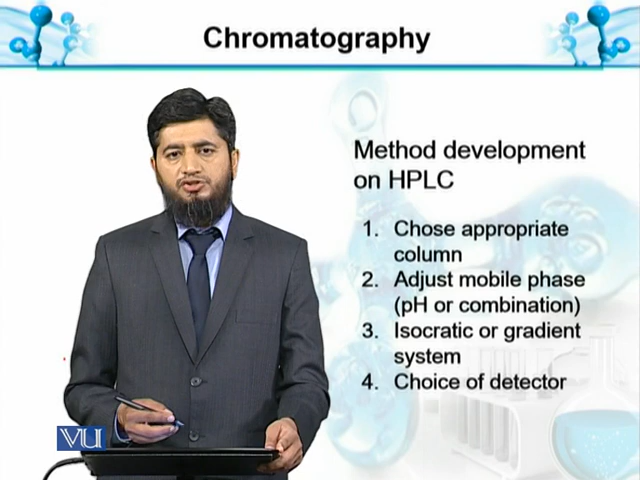 Chromatography
Method development
on HPLC
1. Chose appropriate
column
2. Adjust mobile phase
(pH or combination)
3. Isocratic or gradient
system
4. Choice of detector
VU